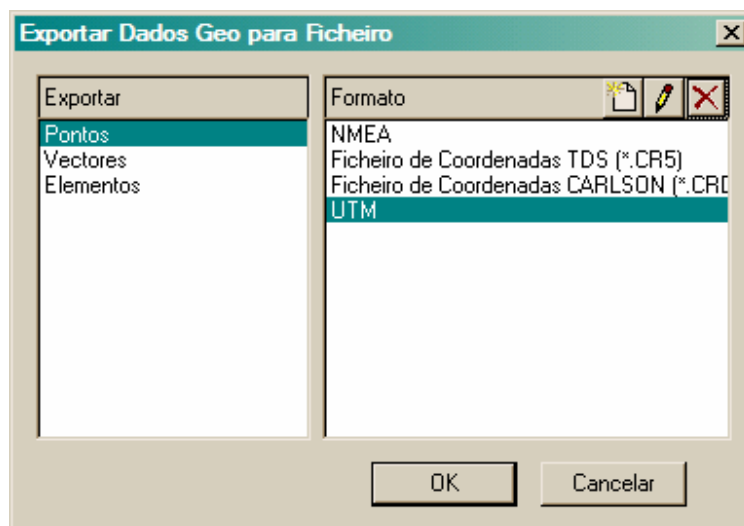 Exportar Dados Geo para Ficheiro
Exportar
Pontos
Vectores
Elementos
Formato
NMEA
Ficheiro de Coordenadas TDS (*.CR5)
Ficheiro de Coordenadas CARLSON (*.CRD
UTM
OK
Cancelar